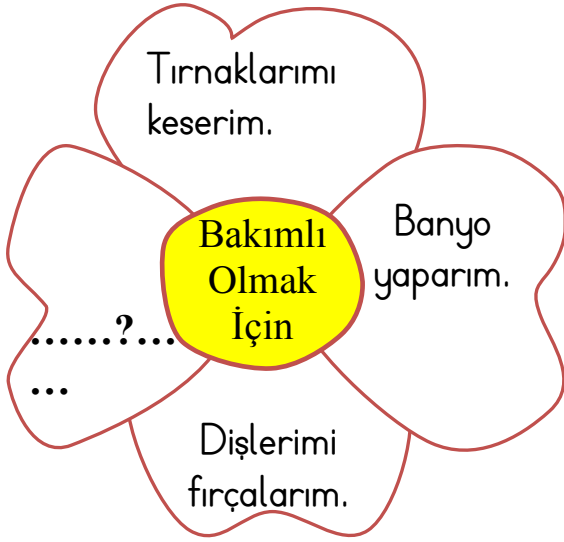 Tırnaklarımı
keserim.
Bakımlı
Olmak
İçin
Banyo
yaparım.
......?...
...
Dişlerimi
fırçalarım.